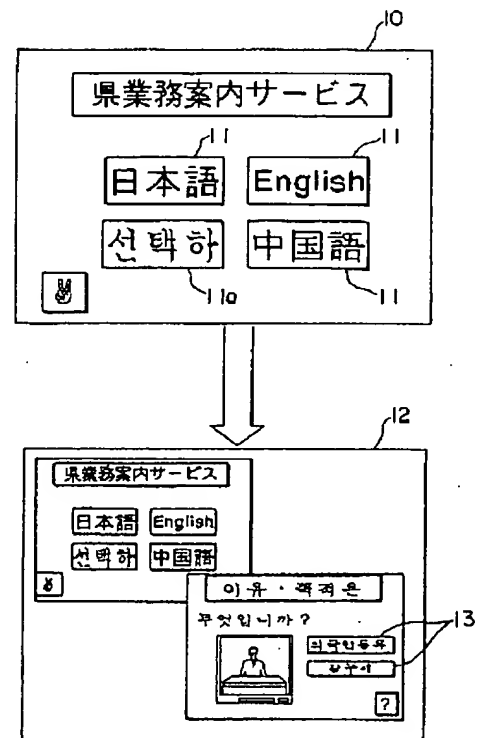 10
県業務案内サービス
11 11
日本語 English
선택하 中国語
11a 11
12
県業務案内サービス
日本語 English
선택하 中国語
이유・목적은
무엇입니까?
13
?